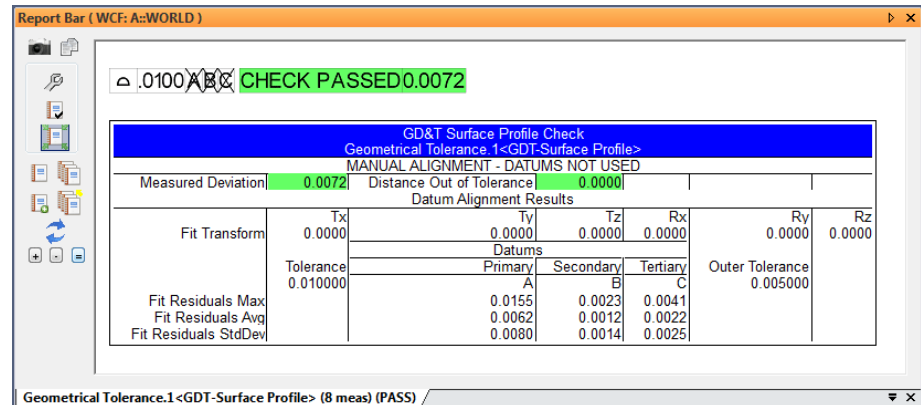 Report Bar ( WCF: A::WORLD )
⌓ .0100 A B C CHECK PASSED 0.0072
GD&T Surface Profile Check
Geometrical Tolerance.1<GDT-Surface Profile>
MANUAL ALIGNMENT - DATUMS NOT USED
Measured Deviation 0.0072 Distance Out of Tolerance 0.0000
Datum Alignment Results
Tx Ty Tz Rx Ry Rz
Fit Transform 0.0000 0.0000 0.0000 0.0000 0.0000 0.0000
Datums
Tolerance Primary Secondary Tertiary Outer Tolerance
0.010000 A B C 0.005000
Fit Residuals Max 0.0155 0.0023 0.0041
Fit Residuals Avg 0.0062 0.0012 0.0022
Fit Residuals StdDev 0.0080 0.0014 0.0025
Geometrical Tolerance.1<GDT-Surface Profile> (8 meas) (PASS)